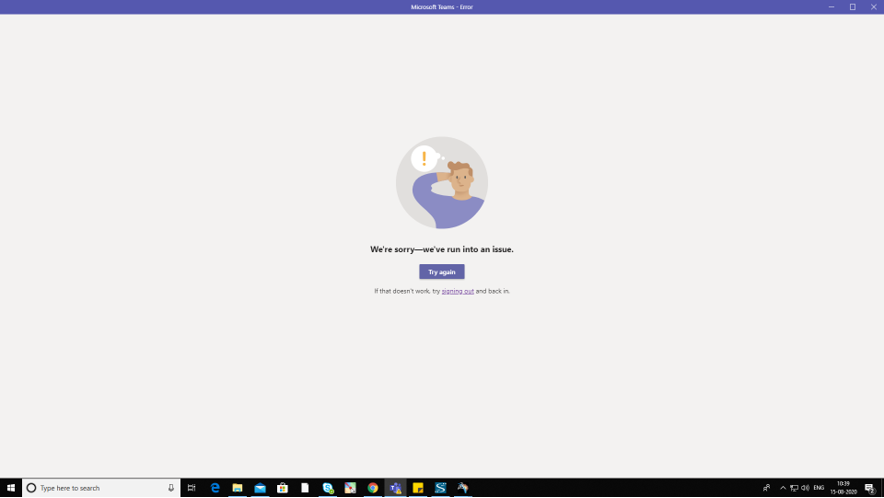 Microsoft Teams - Error
!
We're sorry—we've run into an issue.
Try again
If that doesn't work, try signing out and back in.
Type here to search
ENG
10:39
15-08-2020